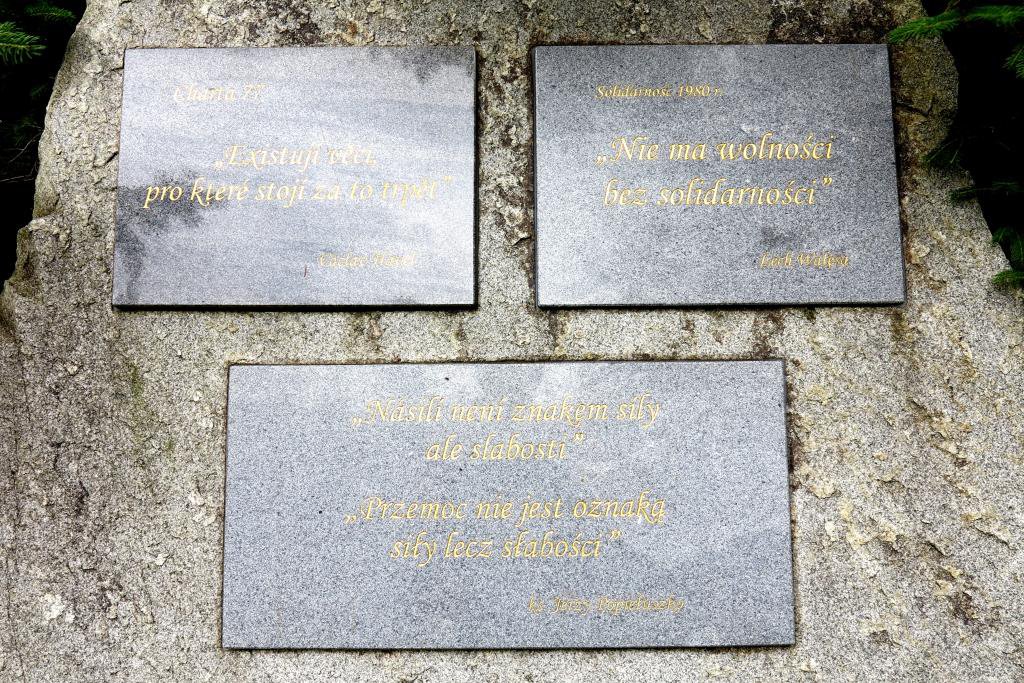 Charta 77
„Existují věci,
pro které stojí za to trpět”
Václav Havel
Solidarność 1980 r.
„Nie ma wolności
bez solidarności”
Lech Wałęsa
„Násilí není znakem síly
ale slabosti”
„Przemoc nie jest oznaką
siły lecz słabości”
ks. Jerzy Popiełuszko